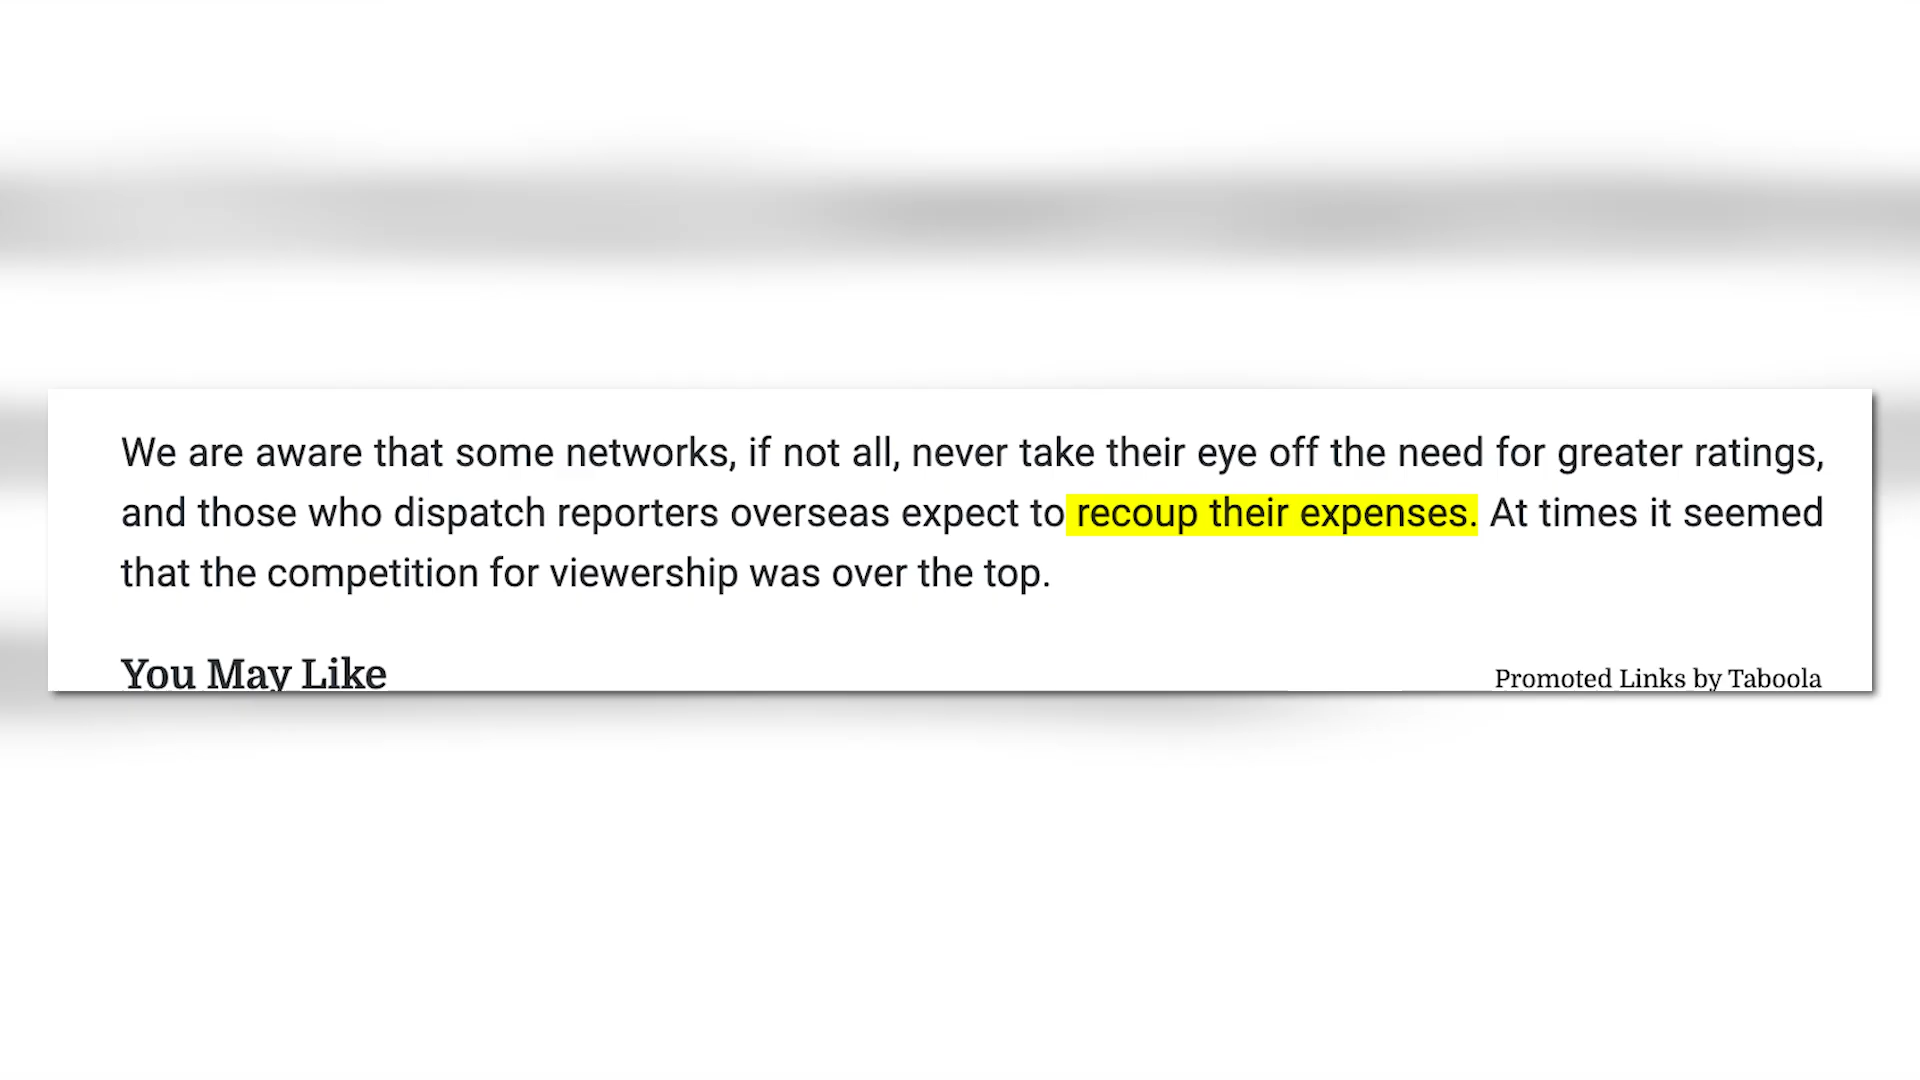 We are aware that some networks, if not all, never take their eye off the need for greater ratings,
and those who dispatch reporters overseas expect to recoup their expenses. At times it seemed
that the competition for viewership was over the top.
You May Like
Promoted Links by Taboola